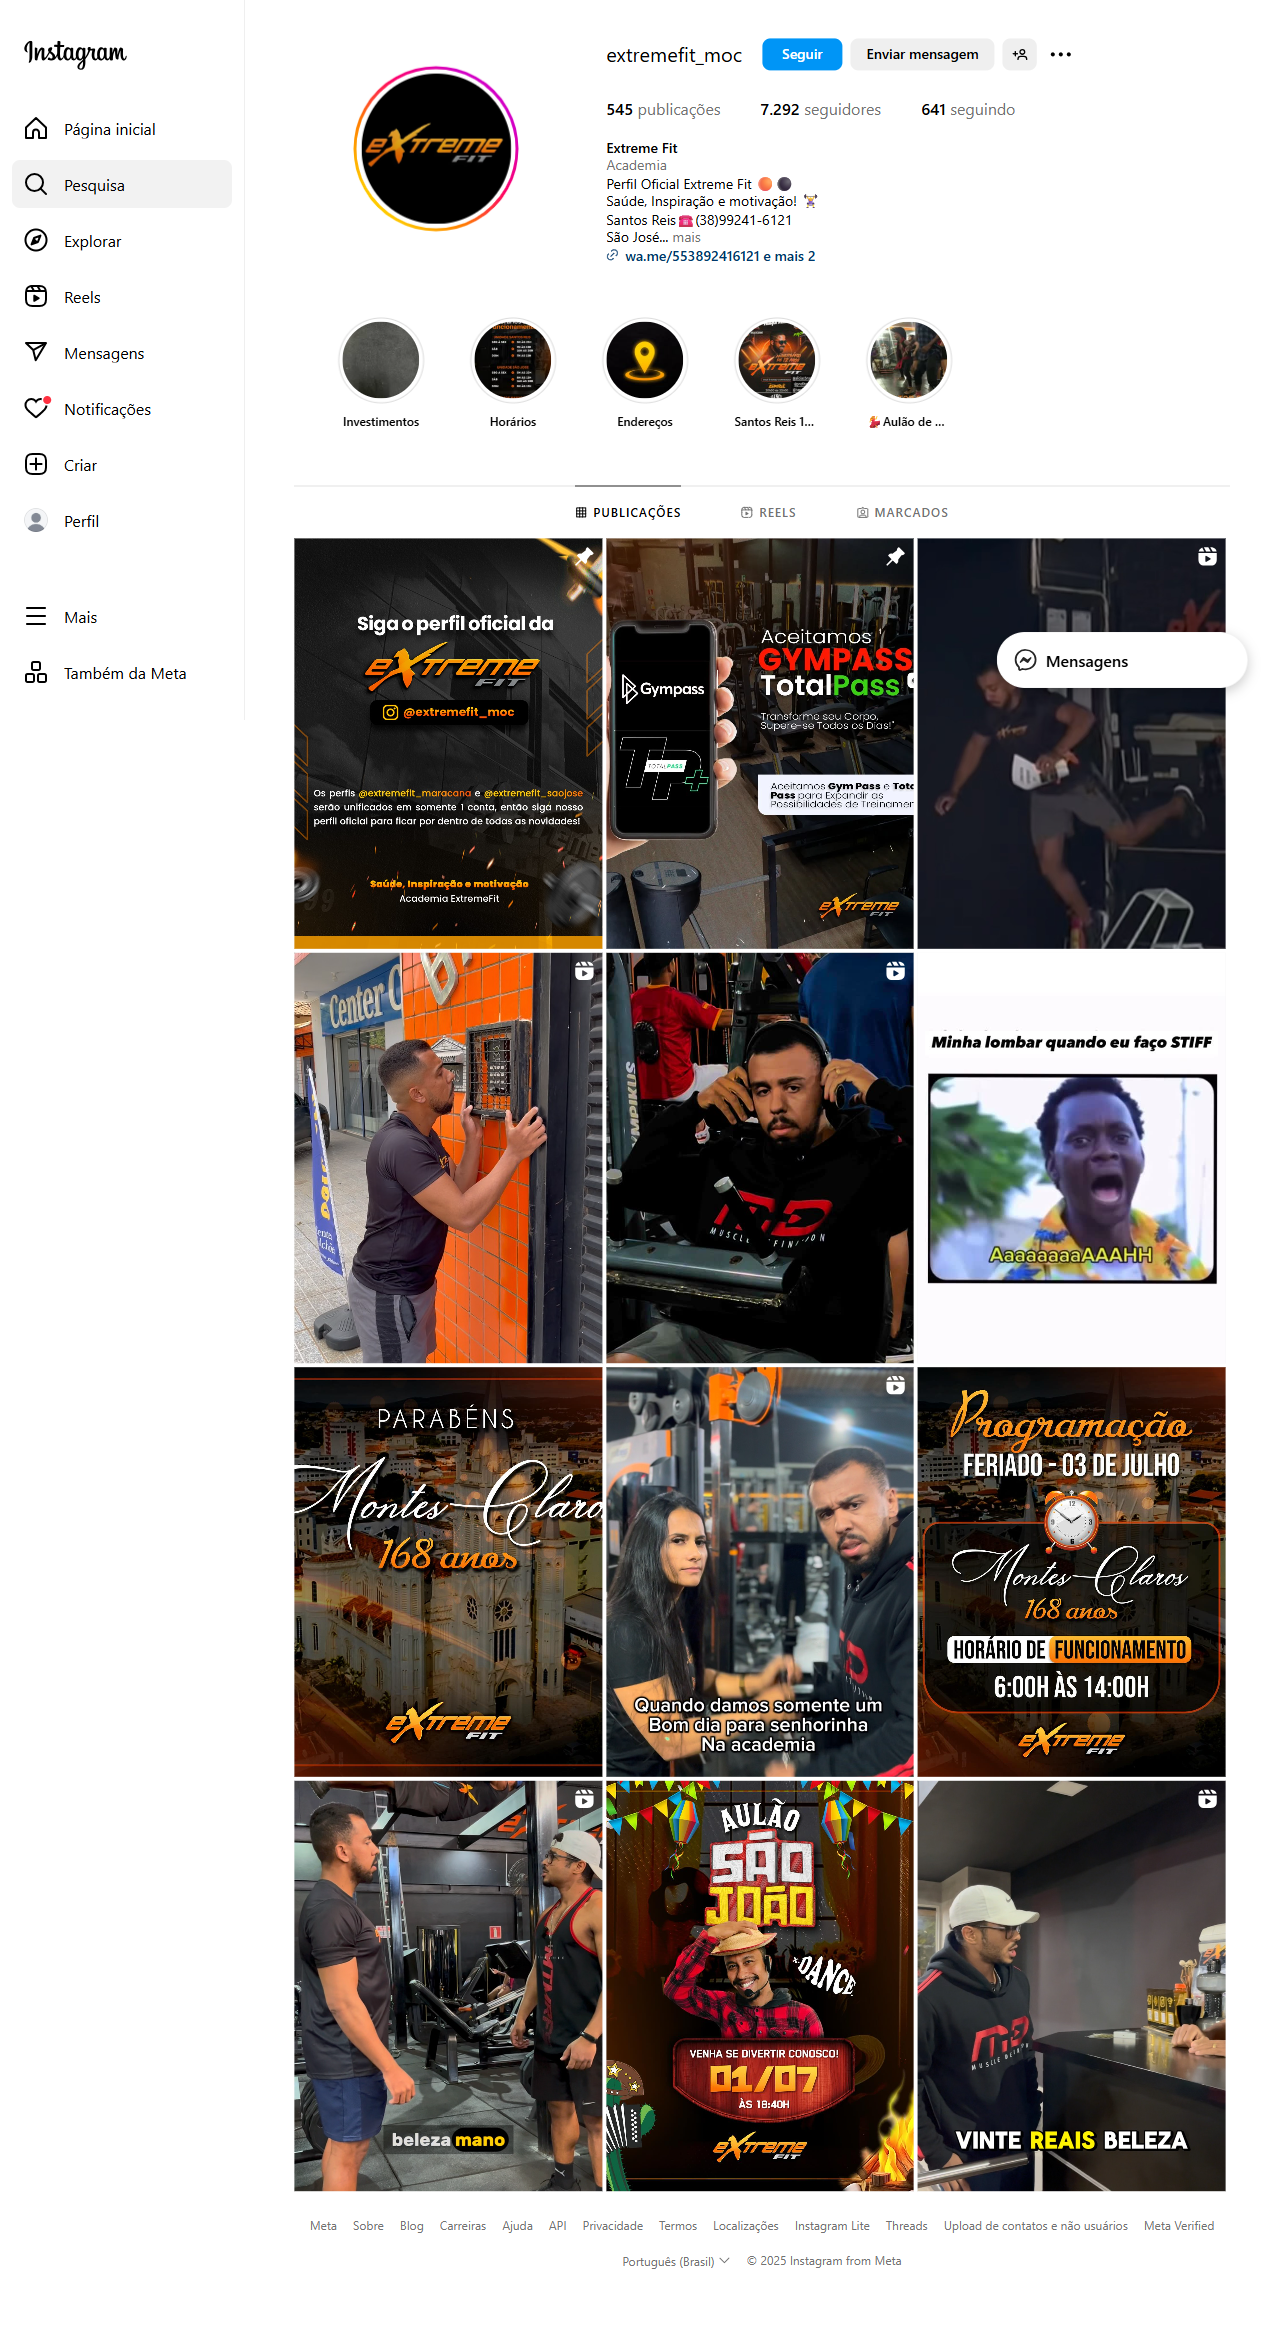 Instagram
Página inicial
Pesquisa
Explorar
Reels
Mensagens
Notificações
Criar
Perfil
Mais
Também da Meta
extremefit_moc
Seguir
Enviar mensagem
545 publicações
7.292 seguidores
641 seguindo
eXtreme
FIT
Extreme Fit
Academia
Perfil Oficial Extreme Fit
Saúde, Inspiração e motivação!
Santos Reis (38)99241-6121
São José... mais
wa.me/553892416121 e mais 2
Investimentos
Horários
Endereços
Santos Reis 1...
Aulão de ...
PUBLICAÇÕES
REELS
MARCADOS
Siga o perfil oficial da
eXtreme
FIT
@extremefit_moc
Os perfis @extremefit_maracana e @extremefit_saojose
serão unificados em somente 1 conta, então siga nosso
perfil oficial para ficar por dentro de todas as novidades!
Saúde, Inspiração e motivação
Academia ExtremeFit
Aceitamos
GYMPASS
TotalPass
Transforme seu Corpo,
Supere-se Todos os Dias!"
Gympass
TP+
TOTALPASS
Aceitamos Gym Pass e Tota
Pass para Expandir as
Possibilidades de Treinamen
eXtreme
FIT
Mensagens
Center C
MUSCLE DEFINITION
Minha lombar quando eu faço STIFF
AaaaaaaaAAAHH
PARABÉNS
Montes Claros
168 anos
eXtreme
FIT
Quando damos somente um
Bom dia para senhorinha
Na academia
Programação
FERIADO - 03 DE JULHO
Montes Claros
168 anos
HORÁRIO DE FUNCIONAMENTO
6:00H ÀS 14:00H
eXtreme
FIT
beleza mano
AULÃO
SÃO
JOÃO
DANCE
VENHA SE DIVERTIR CONOSCO!
01/07
ÀS 18:40H
eXtreme
FIT
MD
VINTE REAIS BELEZA
Meta
Sobre
Blog
Carreiras
Ajuda
API
Privacidade
Termos
Localizações
Instagram Lite
Threads
Upload de contatos e não usuários
Meta Verified
Português (Brasil)
© 2025 Instagram from Meta